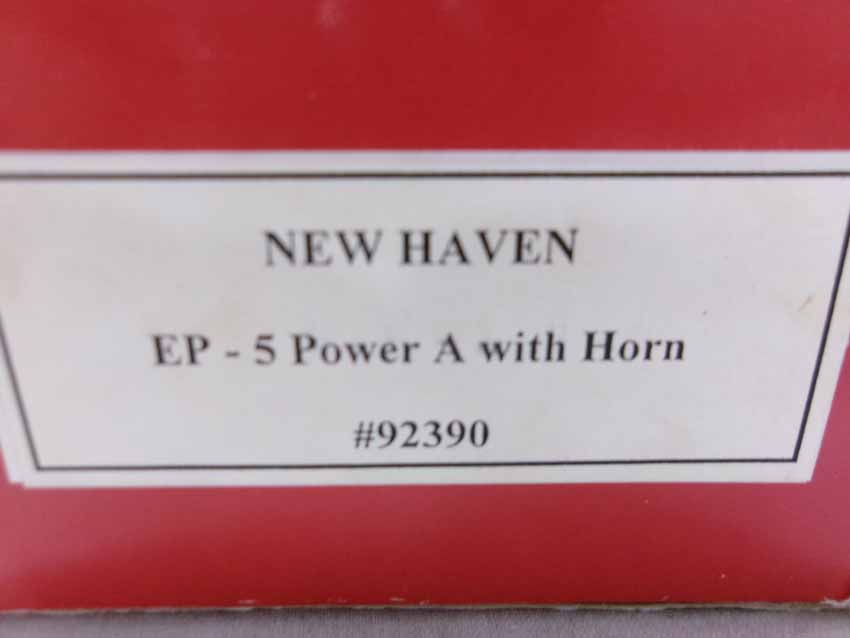 NEW HAVEN
EP - 5 Power A with Horn
#92390